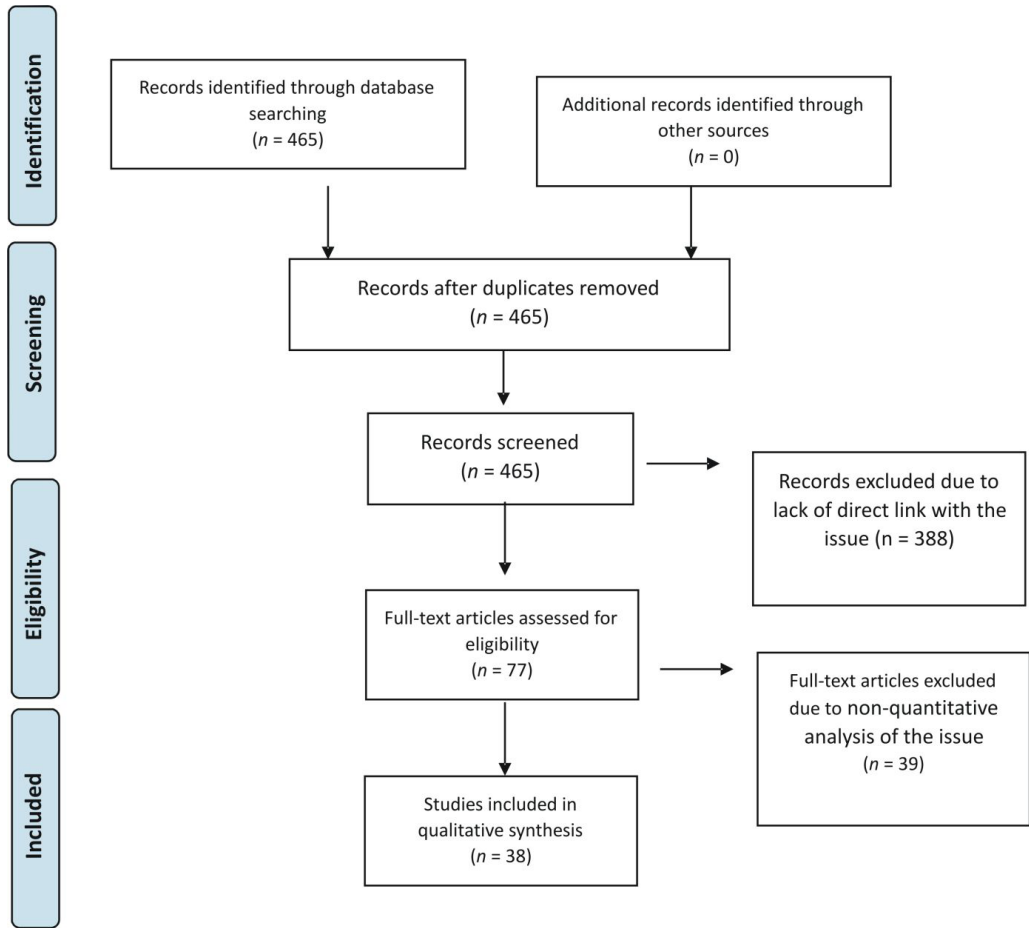 Identification
Records identified through database
searching
(n = 465)
Additional records identified through
other sources
(n = 0)
Screening
Records after duplicates removed
(n = 465)
Records screened
(n = 465)
Records excluded due to
lack of direct link with the
issue (n = 388)
Eligibility
Full-text articles assessed for
eligibility
(n = 77)
Full-text articles excluded
due to non-quantitative
analysis of the issue
(n = 39)
Included
Studies included in
qualitative synthesis
(n = 38)